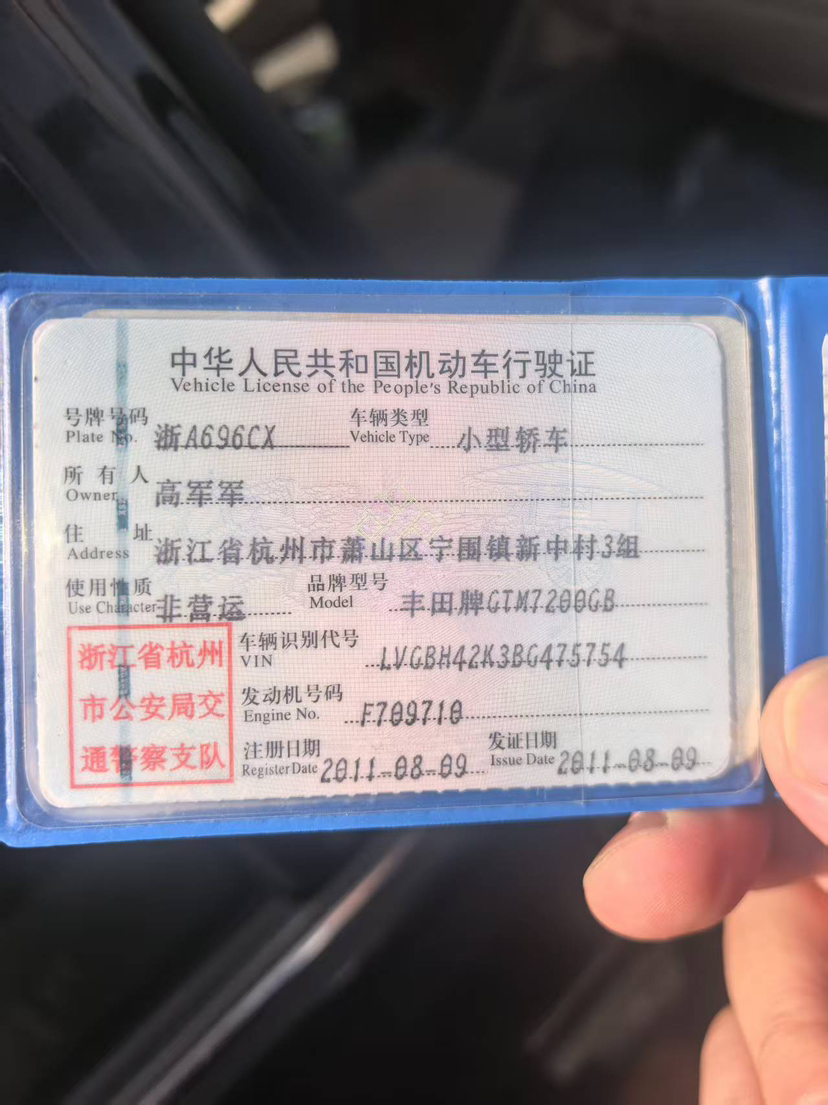 中华人民共和国机动车行驶证
Vehicle License of the People's Republic of China
号牌号码 浙A696CX 车辆类型 小型轿车
Plate No. Vehicle Type
所有人 高军军
Owner
住址 浙江省杭州市萧山区宁围镇新中村3组
Address
使用性质 非营运 品牌型号 丰田牌GTM7200GB
Use Character Model
浙江省杭州
市公安局交
通警察支队
车辆识别代号 LVGBH42K3BG475754
VIN
发动机号码 F709710
Engine No.
注册日期 2011-08-09 发证日期 2011-08-09
Register Date Issue Date